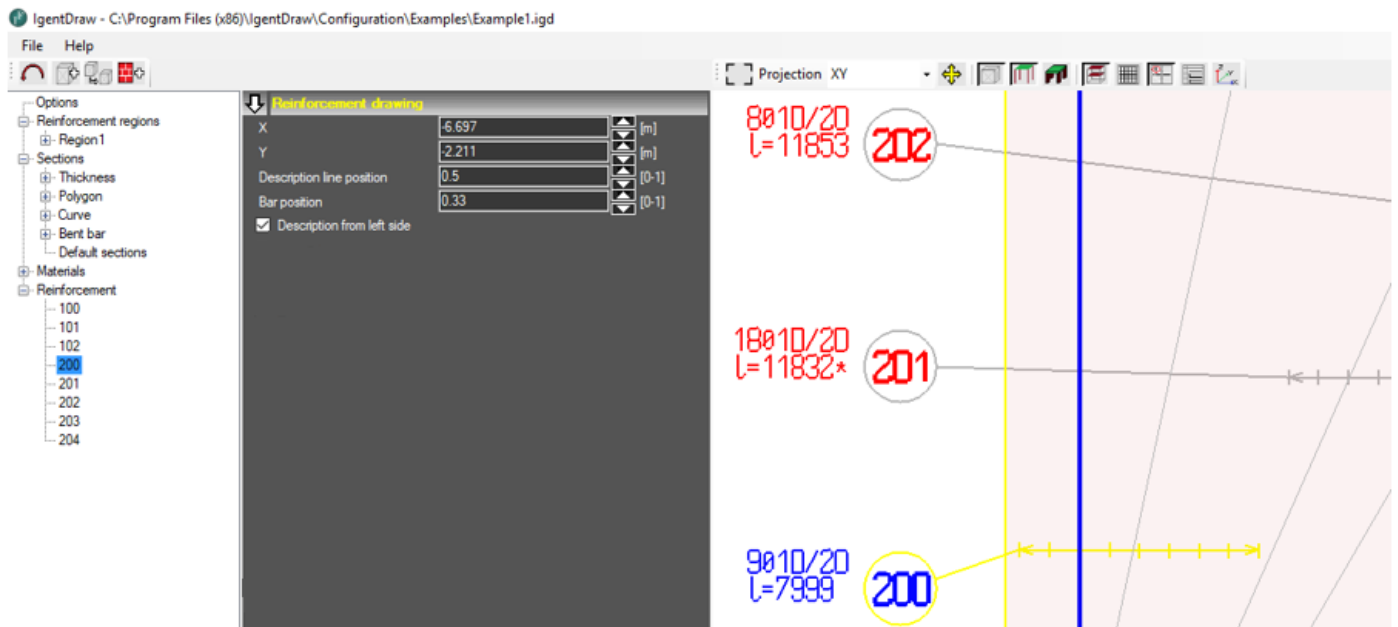 IgentDraw - C:\Program Files (x86)\IgentDraw\Configuration\Examples\Example1.igd
File Help
Projection XY
Options
Reinforcement regions
Region1
Sections
Thickness
Polygon
Curve
Bent bar
Default sections
Materials
Reinforcement
100
101
102
200
201
202
203
204
Reinforcement drawing
X -6.697 [m]
Y -2.211 [m]
Description line position 0.5 [0-1]
Bar position 0.33 [0-1]
Description from left side
8ø10/20
l=11853
202
18ø10/20
l=11832*
201
9ø10/20
l=7999
200